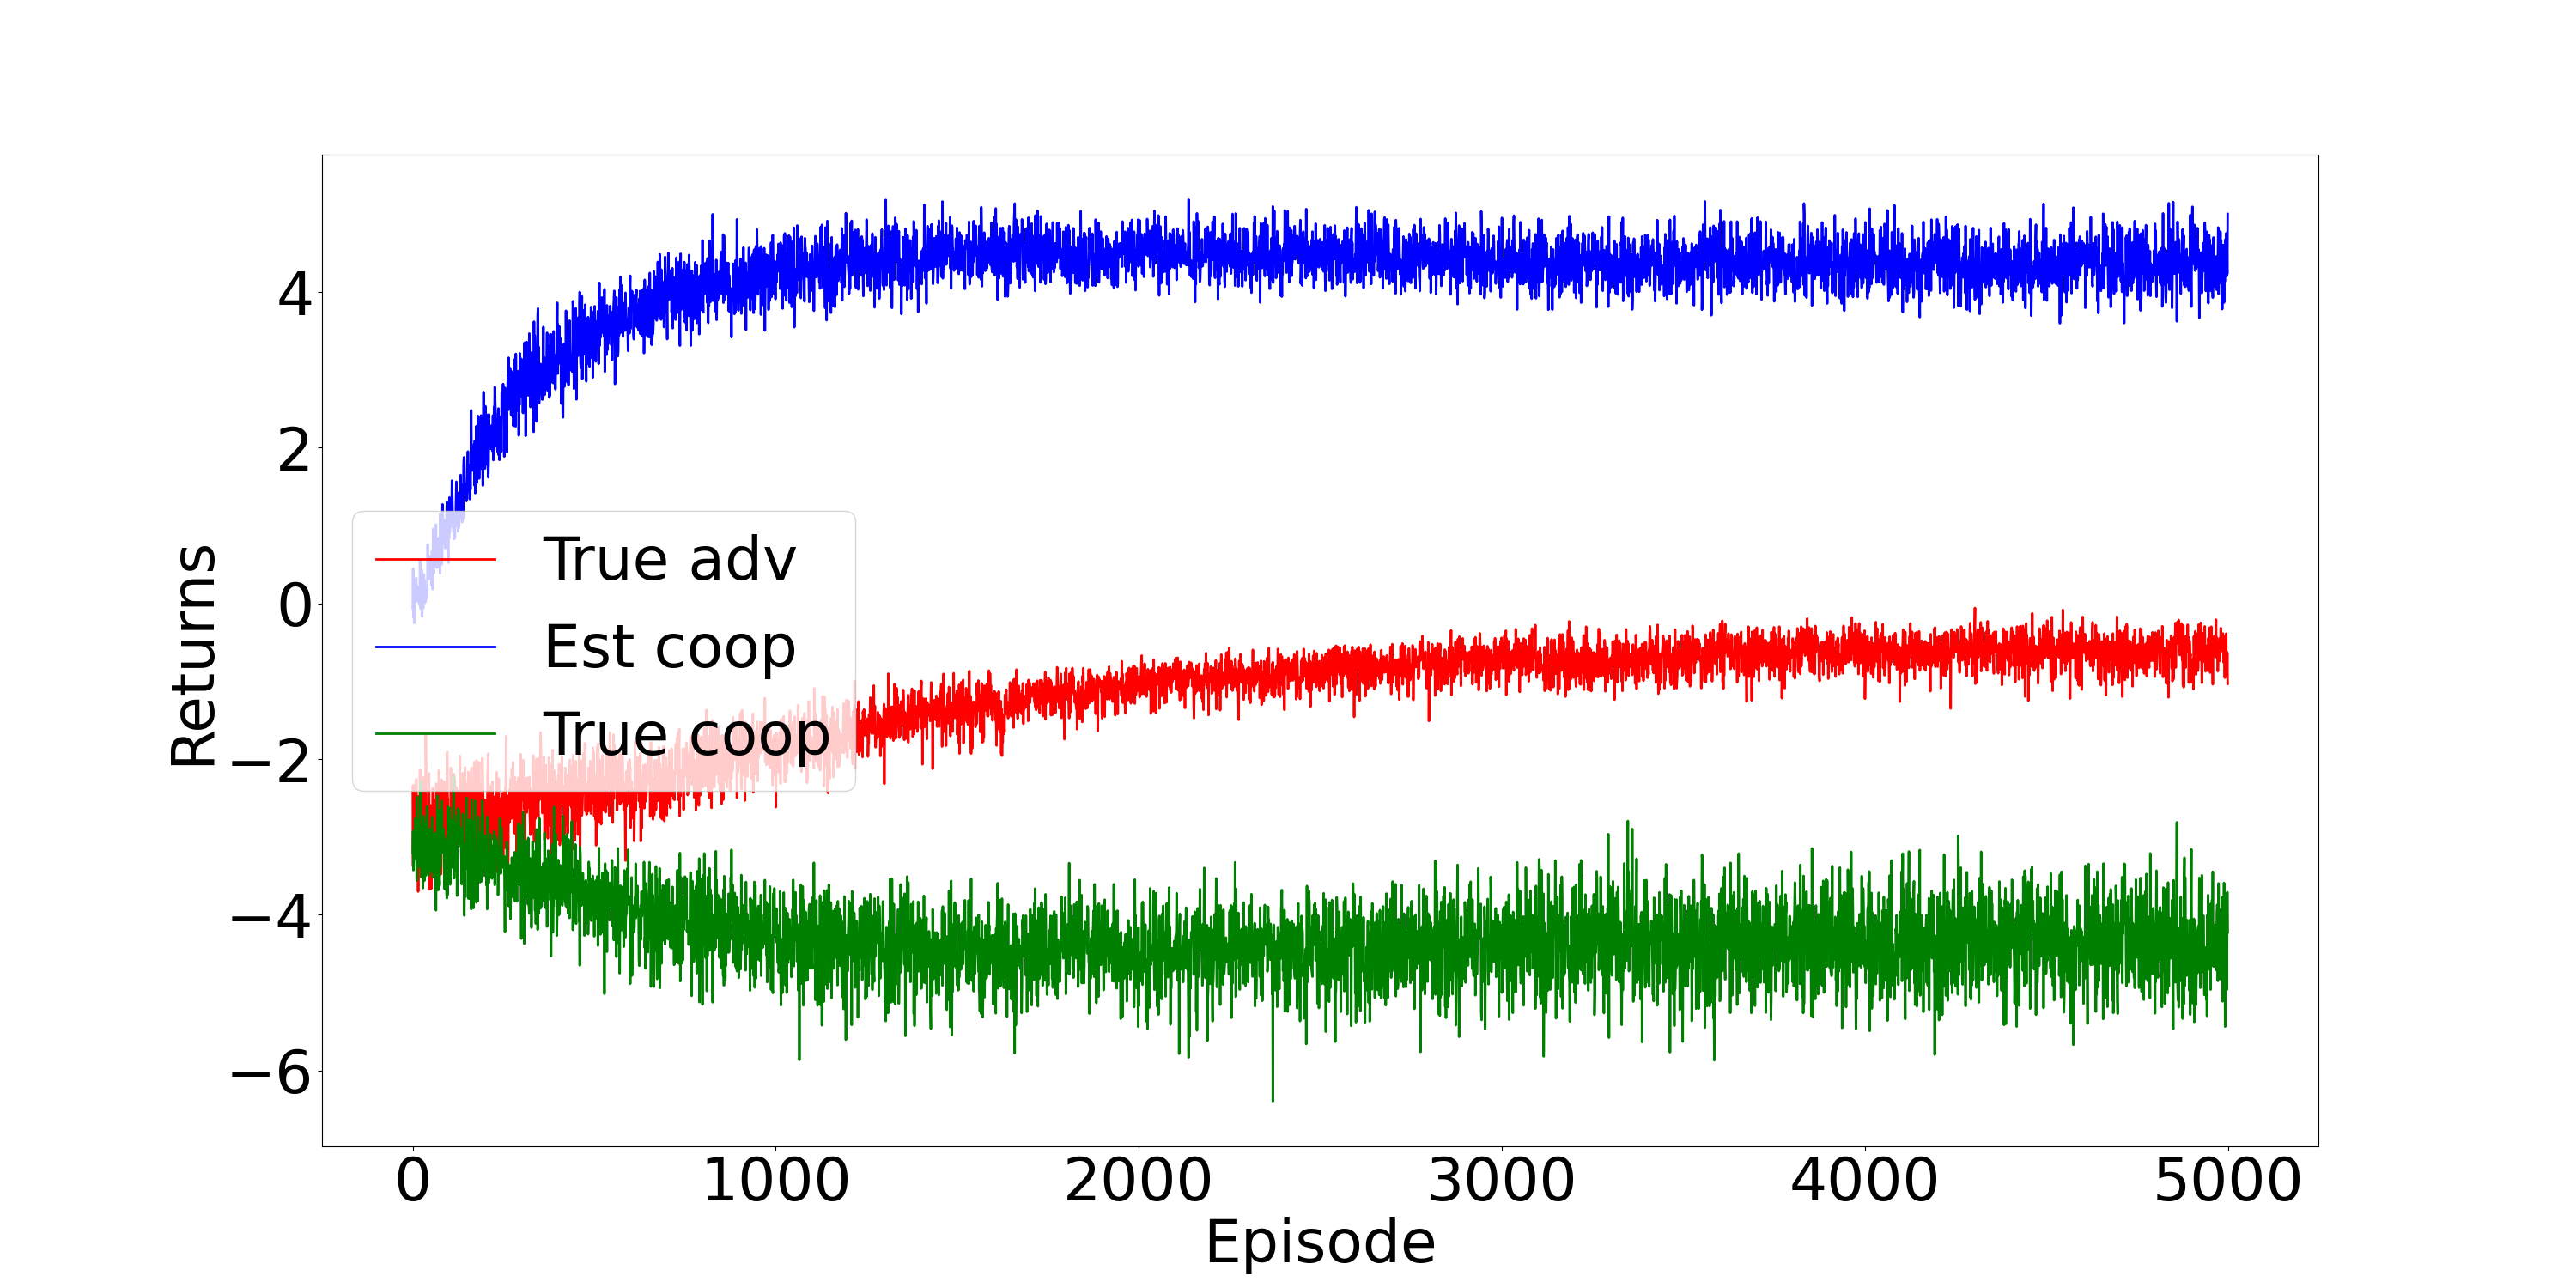 Returns
4
2
0
−2
−4
−6
True adv
Est coop
True coop
0 1000 2000 3000 4000 5000
Episode